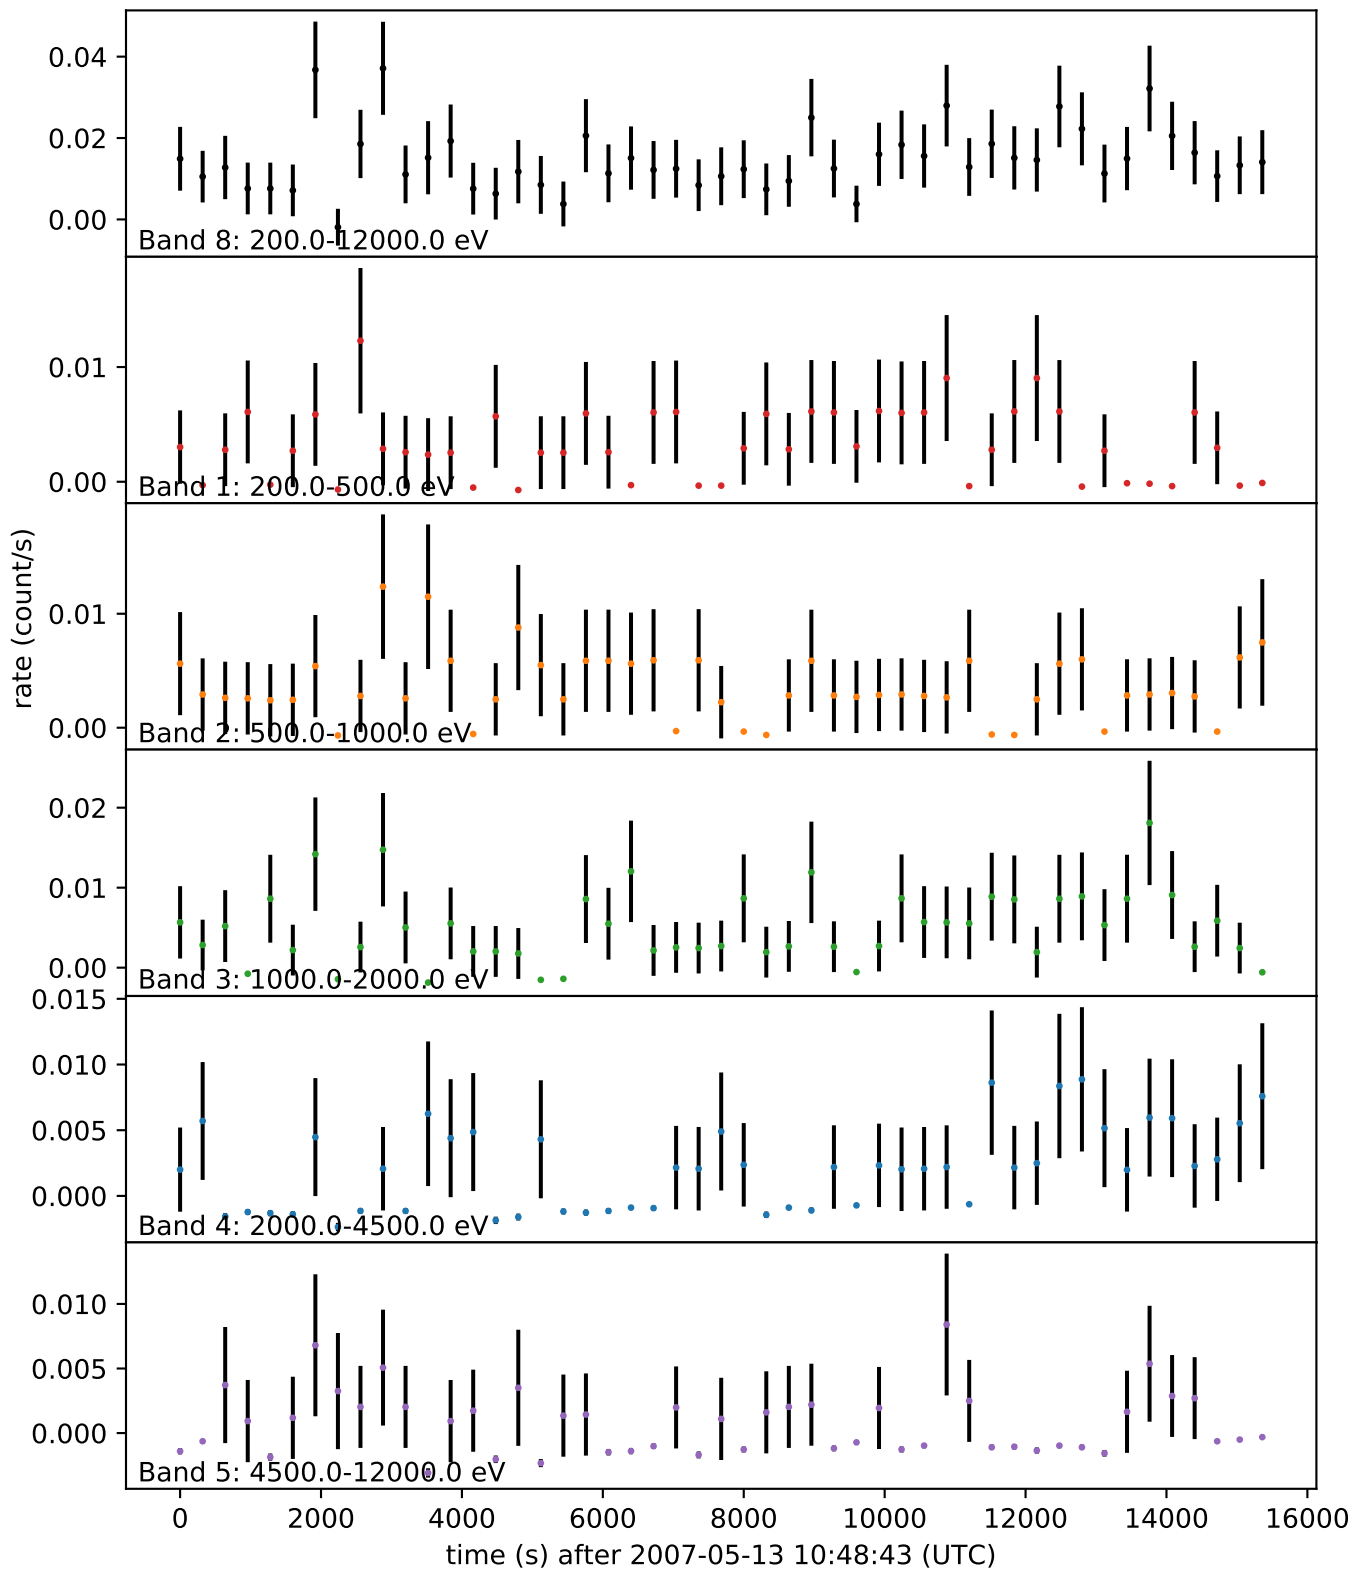 0.04
0.02
0.00
Band 8: 200.0-12000.0 eV
0.01
0.00
Band 1: 200.0-500.0 eV
rate (count/s)
0.01
0.00
Band 2: 500.0-1000.0 eV
0.02
0.01
0.00
Band 3: 1000.0-2000.0 eV
0.015
0.010
0.005
0.000
Band 4: 2000.0-4500.0 eV
0.010
0.005
0.000
Band 5: 4500.0-12000.0 eV
0 2000 4000 6000 8000 10000 12000 14000 16000
time (s) after 2007-05-13 10:48:43 (UTC)